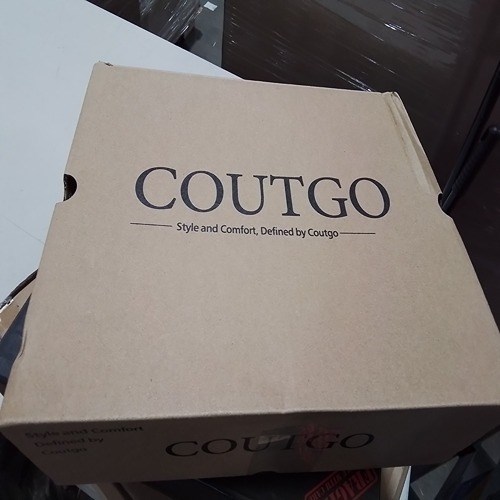 COUTGO
Style and Comfort, Defined by Coutgo
Style and Comfort
Defined by
Coutgo
COUTGO